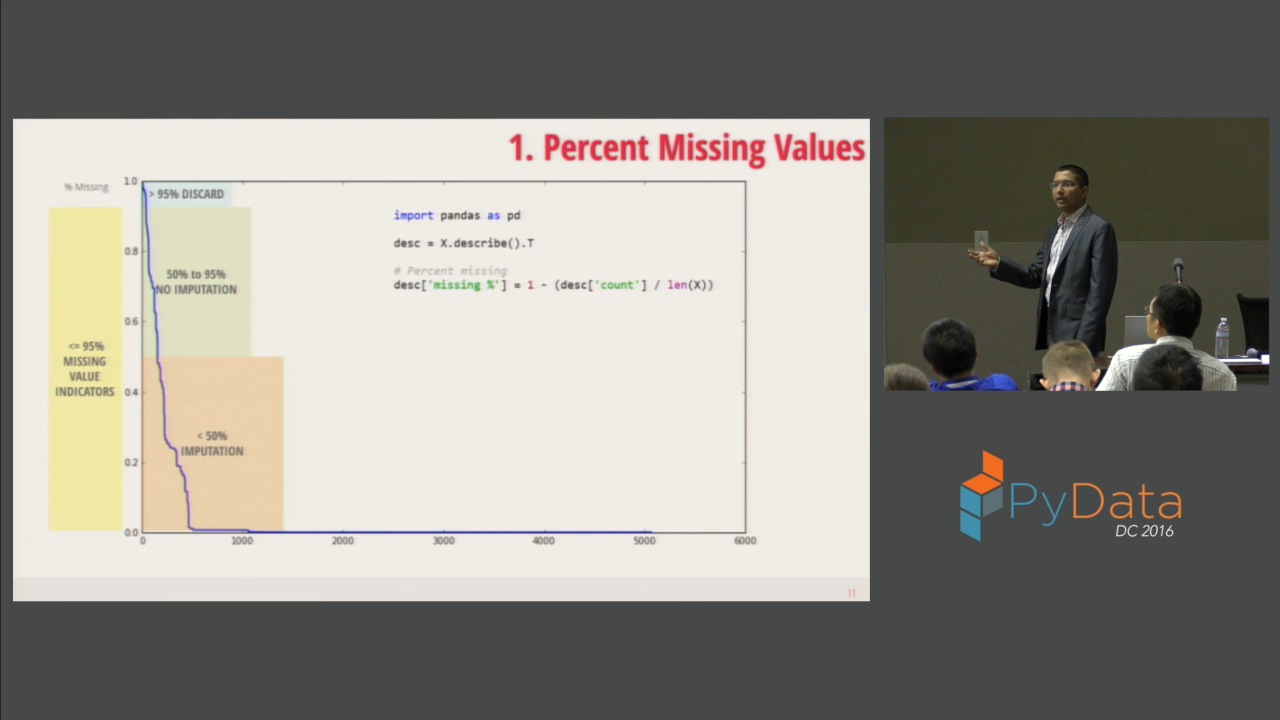 1. Percent Missing Values
% Missing
1.0
0.8
0.6
0.4
0.2
0.0
0
1000
2000
3000
4000
5000
6000
> 95% DISCARD
50% to 95%
NO IMPUTATION
<= 95%
MISSING
VALUE
INDICATORS
< 50%
IMPUTATION
import pandas as pd
desc = X.describe().T
# Percent missing
desc['missing %'] = 1 - (desc['count'] / len(X))
11
PyData
DC 2016